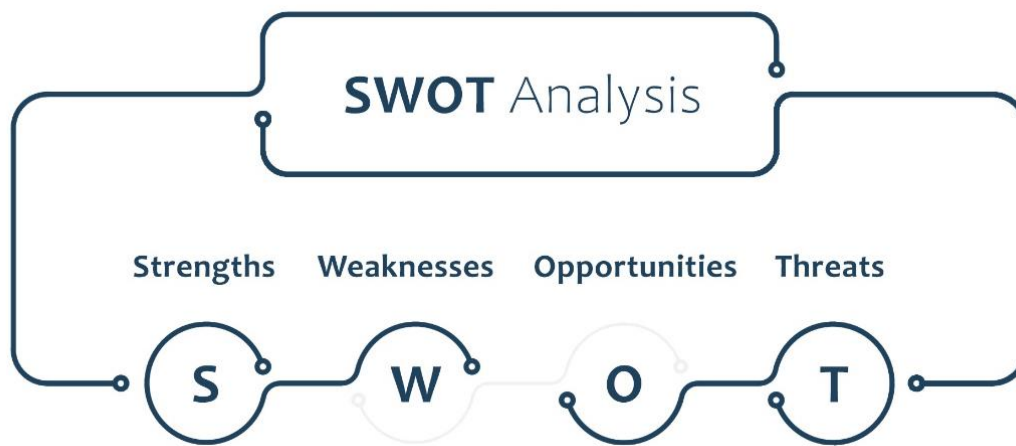 SWOT Analysis
Strengths Weaknesses Opportunities Threats
S W O T